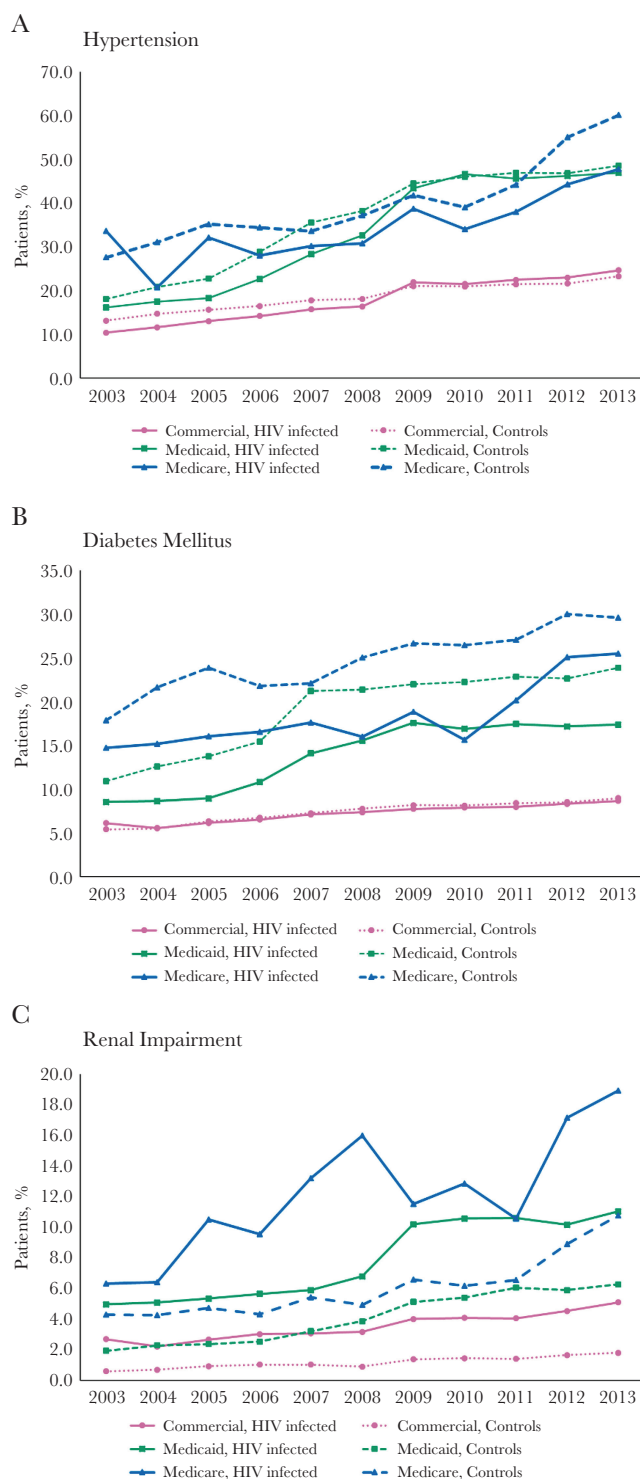 A
Hypertension
Patients, %
70.0
60.0
50.0
40.0
30.0
20.0
10.0
0.0
2003 2004 2005 2006 2007 2008 2009 2010 2011 2012 2013
Commercial, HIV infected Commercial, Controls
Medicaid, HIV infected Medicaid, Controls
Medicare, HIV infected Medicare, Controls
B
Diabetes Mellitus
Patients, %
35.0
30.0
25.0
20.0
15.0
10.0
5.0
0.0
2003 2004 2005 2006 2007 2008 2009 2010 2011 2012 2013
Commercial, HIV infected Commercial, Controls
Medicaid, HIV infected Medicaid, Controls
Medicare, HIV infected Medicare, Controls
C
Renal Impairment
Patients, %
20.0
18.0
16.0
14.0
12.0
10.0
8.0
6.0
4.0
2.0
0.0
2003 2004 2005 2006 2007 2008 2009 2010 2011 2012 2013
Commercial, HIV infected Commercial, Controls
Medicaid, HIV infected Medicaid, Controls
Medicare, HIV infected Medicare, Controls